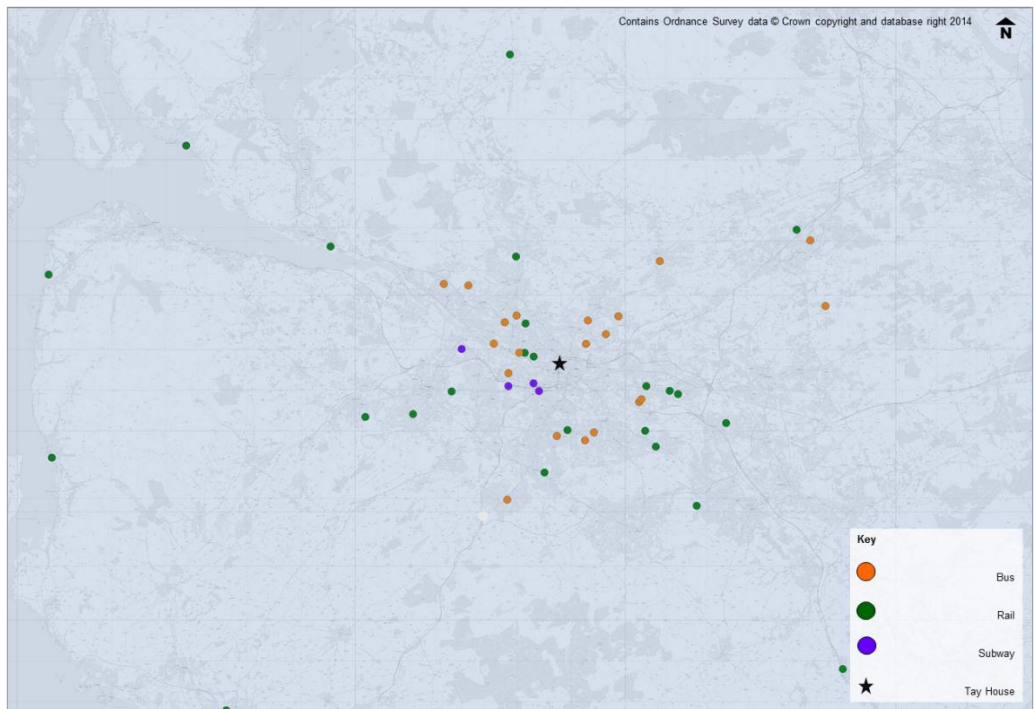 Contains Ordnance Survey data © Crown copyright and database right 2014
N
Key
Bus
Rail
Subway
Tay House